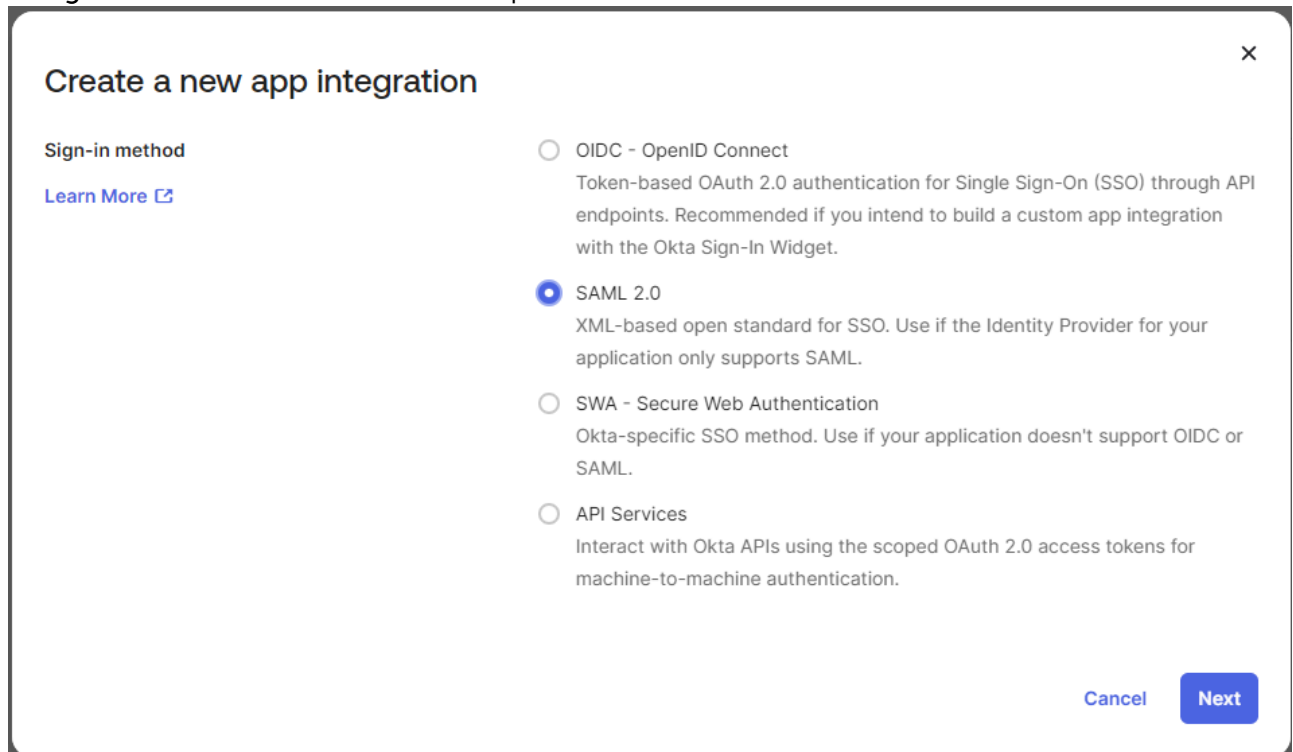 Create a new app integration
Sign-in method
Learn More
OIDC - OpenID Connect
Token-based OAuth 2.0 authentication for Single Sign-On (SSO) through API
endpoints. Recommended if you intend to build a custom app integration
with the Okta Sign-In Widget.
SAML 2.0
XML-based open standard for SSO. Use if the Identity Provider for your
application only supports SAML.
SWA - Secure Web Authentication
Okta-specific SSO method. Use if your application doesn't support OIDC or
SAML.
API Services
Interact with Okta APIs using the scoped OAuth 2.0 access tokens for
machine-to-machine authentication.
Cancel
Next